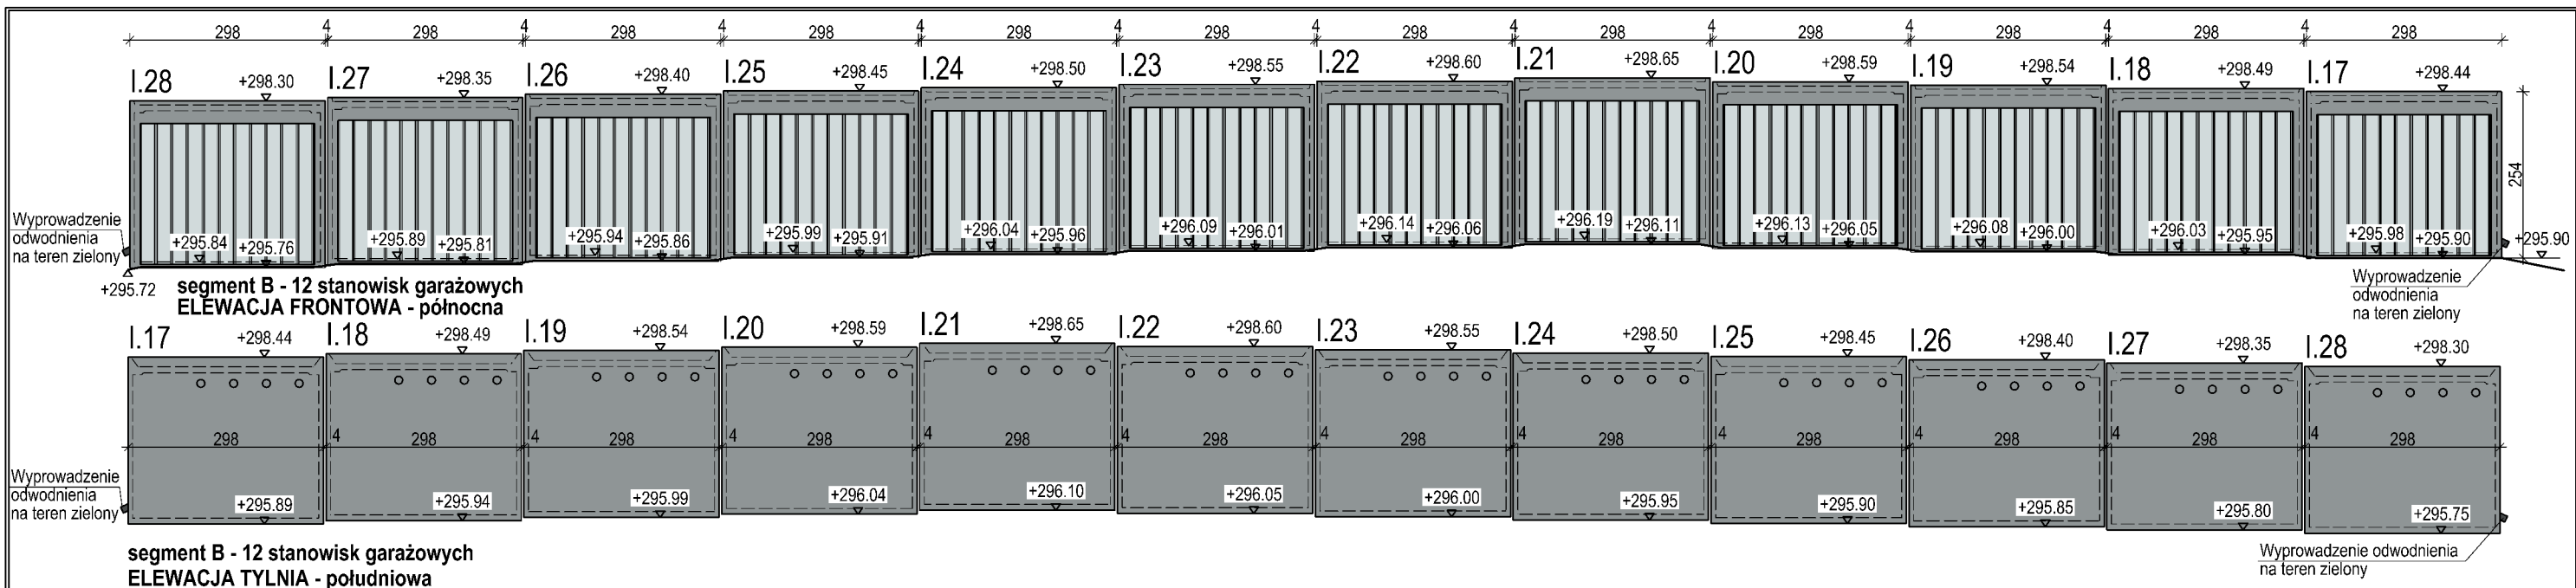 298 4 298 4 298 4 298 4 298 4 298 4 298 4 298 4 298 4 298 4 298 4 298
I.28 +298.30 I.27 +298.35 I.26 +298.40 I.25 +298.45 I.24 +298.50 I.23 +298.55 I.22 +298.60 I.21 +298.65 I.20 +298.59 I.19 +298.54 I.18 +298.49 I.17 +298.44
254
Wyprowadzenie
odwodnienia
na teren zielony
+295.84 +295.76 +295.89 +295.81 +295.94 +295.86 +295.99 +295.91 +296.04 +295.96 +296.09 +296.01 +296.14 +296.06 +296.19 +296.11 +296.13 +296.05 +296.08 +296.00 +296.03 +295.95 +295.98 +295.90 +295.90
+295.72
segment B - 12 stanowisk garażowych
ELEWACJA FRONTOWA - północna
Wyprowadzenie
odwodnienia
na teren zielony
I.17 +298.44 I.18 +298.49 I.19 +298.54 I.20 +298.59 I.21 +298.65 I.22 +298.60 I.23 +298.55 I.24 +298.50 I.25 +298.45 I.26 +298.40 I.27 +298.35 I.28 +298.30
298 4 298 4 298 4 298 4 298 4 298 4 298 4 298 4 298 4 298 4 298 4 298
Wyprowadzenie
odwodnienia
na teren zielony
+295.89 +295.94 +295.99 +296.04 +296.10 +296.05 +296.00 +295.95 +295.90 +295.85 +295.80 +295.75
segment B - 12 stanowisk garażowych
ELEWACJA TYLNIA - południowa
Wyprowadzenie odwodnienia
na teren zielony